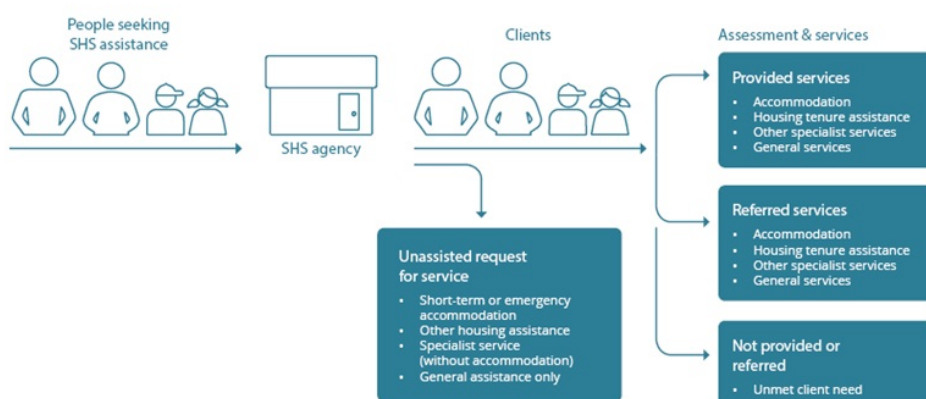 People seeking
SHS assistance
SHS agency
Clients
Assessment & services
Unassisted request
for service
• Short-term or emergency
accommodation
• Other housing assistance
• Specialist service
(without accommodation)
• General assistance only
Provided services
• Accommodation
• Housing tenure assistance
• Other specialist services
• General services
Referred services
• Accommodation
• Housing tenure assistance
• Other specialist services
• General services
Not provided or
referred
• Unmet client need